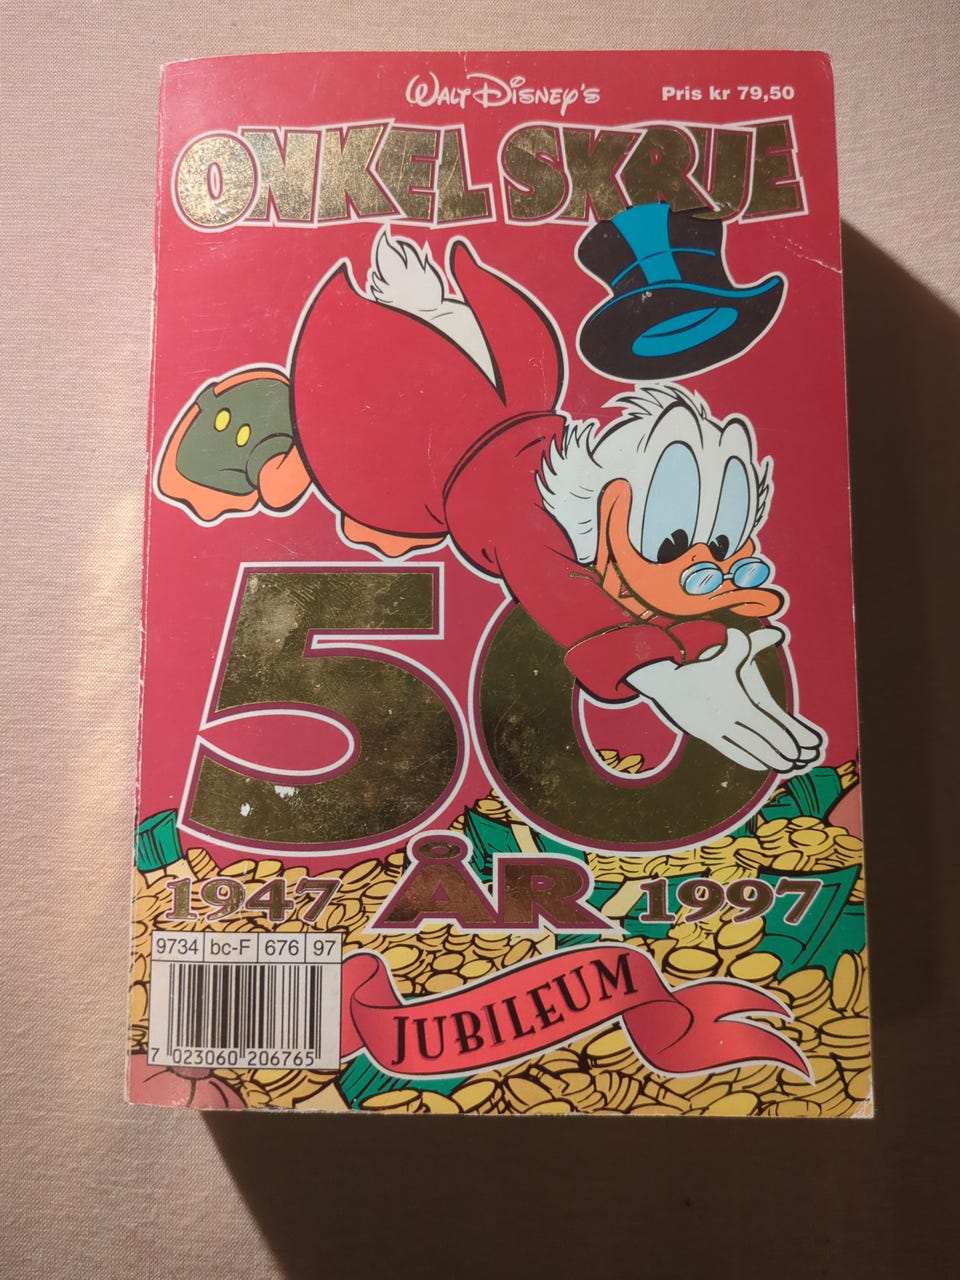 WALT DISNEY'S
Pris kr 79,50
ONKEL SKRUE
50
ÅR
1947
1997
9734 bc-F 676 97
7 023060 206765
JUBILEUM